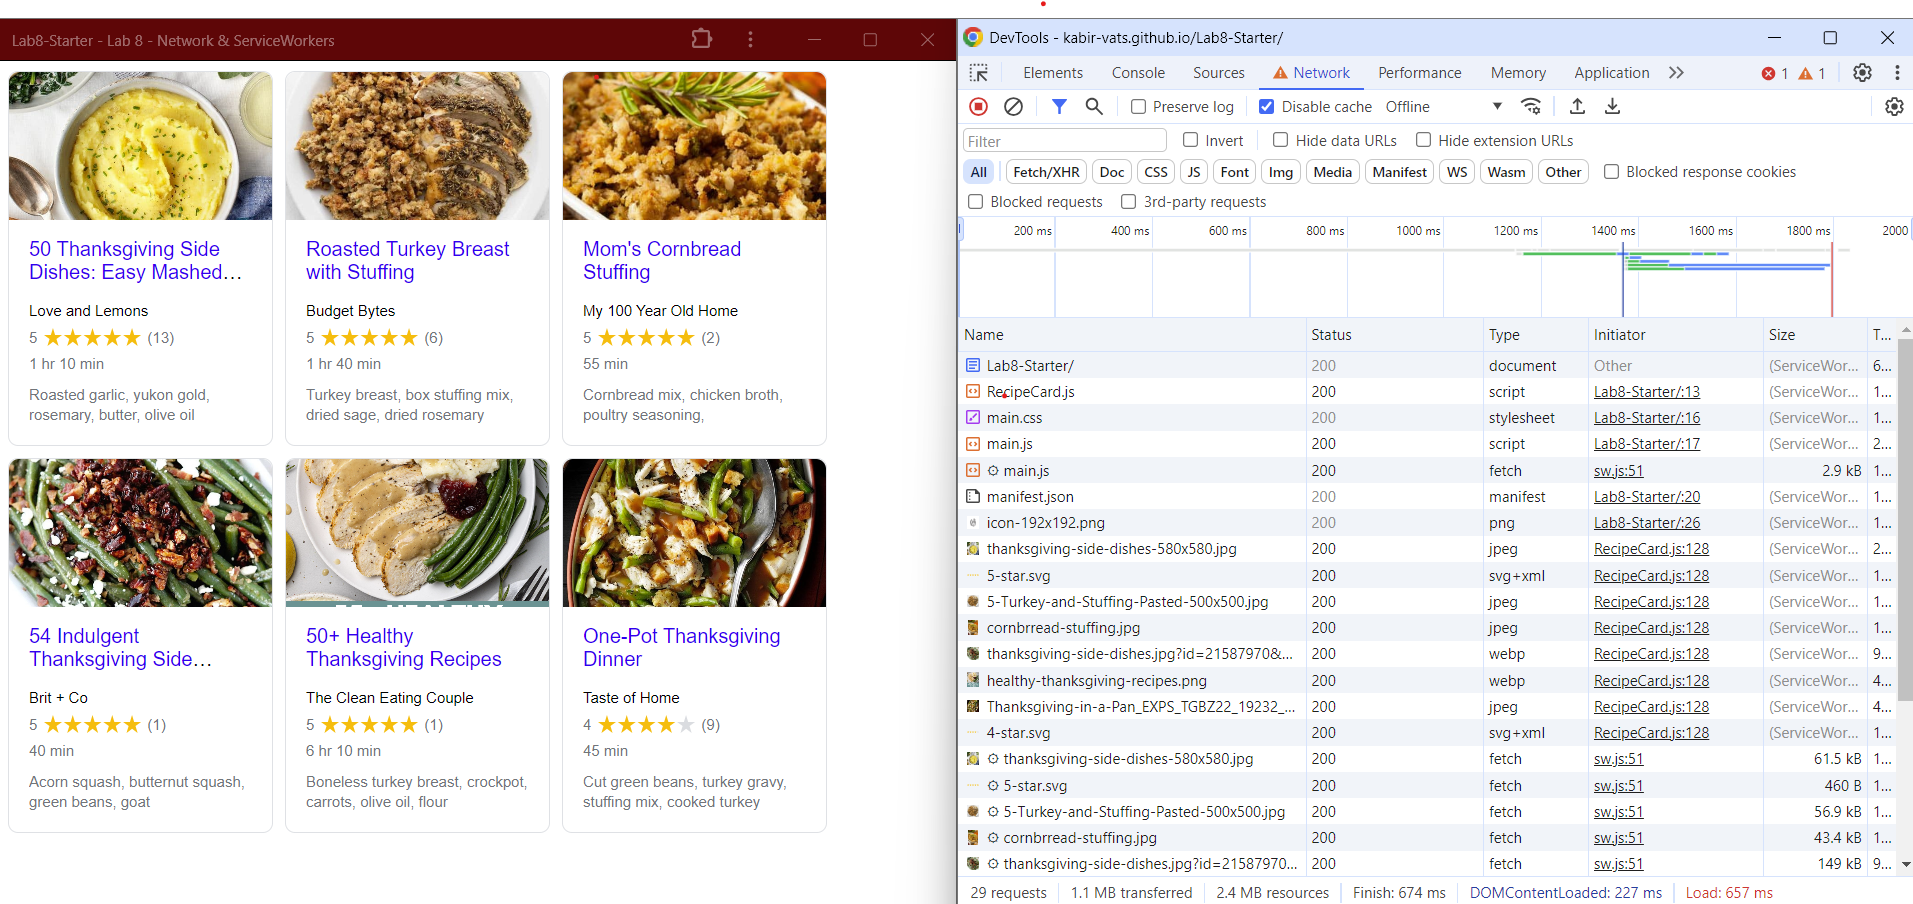 Lab8-Starter - Lab 8 - Network & ServiceWorkers
50 Thanksgiving Side
Dishes: Easy Mashed...
Love and Lemons
5 (13)
1 hr 10 min
Roasted garlic, yukon gold,
rosemary, butter, olive oil
Roasted Turkey Breast
with Stuffing
Budget Bytes
5 (6)
1 hr 40 min
Turkey breast, box stuffing mix,
dried sage, dried rosemary
Mom's Cornbread
Stuffing
My 100 Year Old Home
5 (2)
55 min
Cornbread mix, chicken broth,
poultry seasoning,
54 Indulgent
Thanksgiving Side...
Brit + Co
5 (1)
40 min
Acorn squash, butternut squash,
green beans, goat
50+ Healthy
Thanksgiving Recipes
The Clean Eating Couple
5 (1)
6 hr 10 min
Boneless turkey breast, crockpot,
carrots, olive oil, flour
One-Pot Thanksgiving
Dinner
Taste of Home
4 (9)
45 min
Cut green beans, turkey gravy,
stuffing mix, cooked turkey
DevTools - kabir-vats.github.io/Lab8-Starter/
Elements Console Sources Network Performance Memory Application 1 1
Preserve log Disable cache Offline
Filter Invert Hide data URLs Hide extension URLs
All Fetch/XHR Doc CSS JS Font Img Media Manifest WS Wasm Other Blocked response cookies
Blocked requests 3rd-party requests
200 ms 400 ms 600 ms 800 ms 1000 ms 1200 ms 1400 ms 1600 ms 1800 ms 2000
Name Status Type Initiator Size T...
Lab8-Starter/ 200 document Other (ServiceWor... 6...
RecipeCard.js 200 script Lab8-Starter/:13 (ServiceWor... 1...
main.css 200 stylesheet Lab8-Starter/:16 (ServiceWor... 1...
main.js 200 script Lab8-Starter/:17 (ServiceWor... 2...
main.js 200 fetch sw.js:51 2.9 kB 1...
manifest.json 200 manifest Lab8-Starter/:20 (ServiceWor... 1...
icon-192x192.png 200 png Lab8-Starter/:26 (ServiceWor... 1...
thanksgiving-side-dishes-580x580.jpg 200 jpeg RecipeCard.js:128 (ServiceWor... 2...
5-star.svg 200 svg+xml RecipeCard.js:128 (ServiceWor... 1...
5-Turkey-and-Stuffing-Pasted-500x500.jpg 200 jpeg RecipeCard.js:128 (ServiceWor... 1...
cornbrread-stuffing.jpg 200 jpeg RecipeCard.js:128 (ServiceWor... 1...
thanksgiving-side-dishes.jpg?id=21587970&... 200 webp RecipeCard.js:128 (ServiceWor... 9...
healthy-thanksgiving-recipes.png 200 webp RecipeCard.js:128 (ServiceWor... 4...
Thanksgiving-in-a-Pan_EXPS_TGBZ22_19232_... 200 jpeg RecipeCard.js:128 (ServiceWor... 4...
4-star.svg 200 svg+xml RecipeCard.js:128 (ServiceWor... 1...
thanksgiving-side-dishes-580x580.jpg 200 fetch sw.js:51 61.5 kB 1...
5-star.svg 200 fetch sw.js:51 460 B 1...
5-Turkey-and-Stuffing-Pasted-500x500.jpg 200 fetch sw.js:51 56.9 kB 1...
cornbrread-stuffing.jpg 200 fetch sw.js:51 43.4 kB 1...
thanksgiving-side-dishes.jpg?id=21587970... 200 fetch sw.js:51 149 kB 9...
29 requests 1.1 MB transferred 2.4 MB resources Finish: 674 ms DOMContentLoaded: 227 ms Load: 657 ms